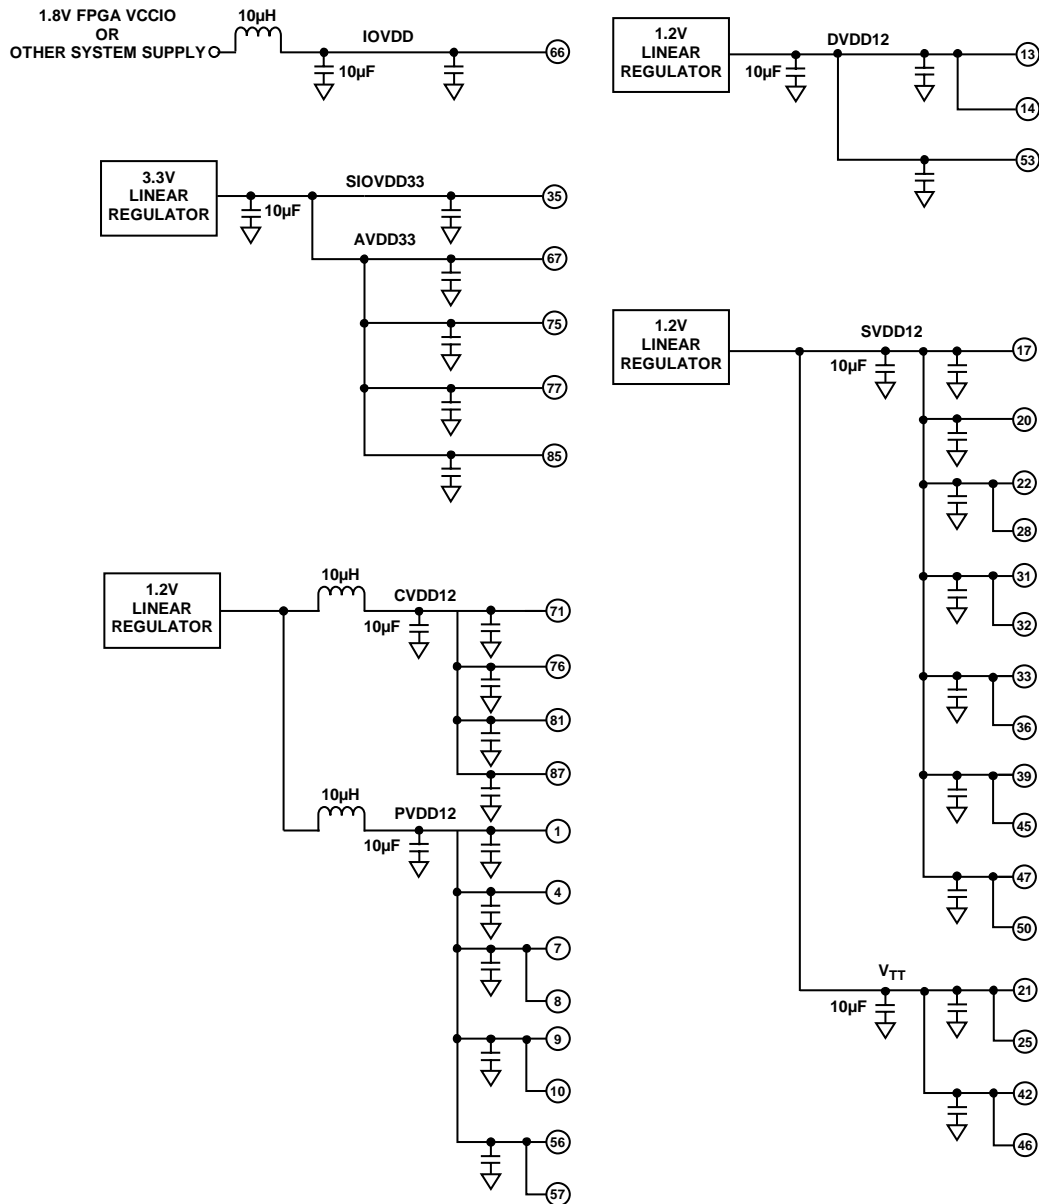 1.8V FPGA VCCIO
OR
OTHER SYSTEM SUPPLY
10µH
IOVDD
10µF
66
3.3V
LINEAR
REGULATOR
10µF
SIOVDD33
35
AVDD33
67
75
77
85
1.2V
LINEAR
REGULATOR
10µH
CVDD12
10µF
71
76
81
87
10µH
PVDD12
10µF
1
4
7
8
9
10
56
57
1.2V
LINEAR
REGULATOR
10µF
DVDD12
13
14
53
1.2V
LINEAR
REGULATOR
SVDD12
10µF
17
20
22
28
31
32
33
36
39
45
47
50
VTT
10µF
21
25
42
46